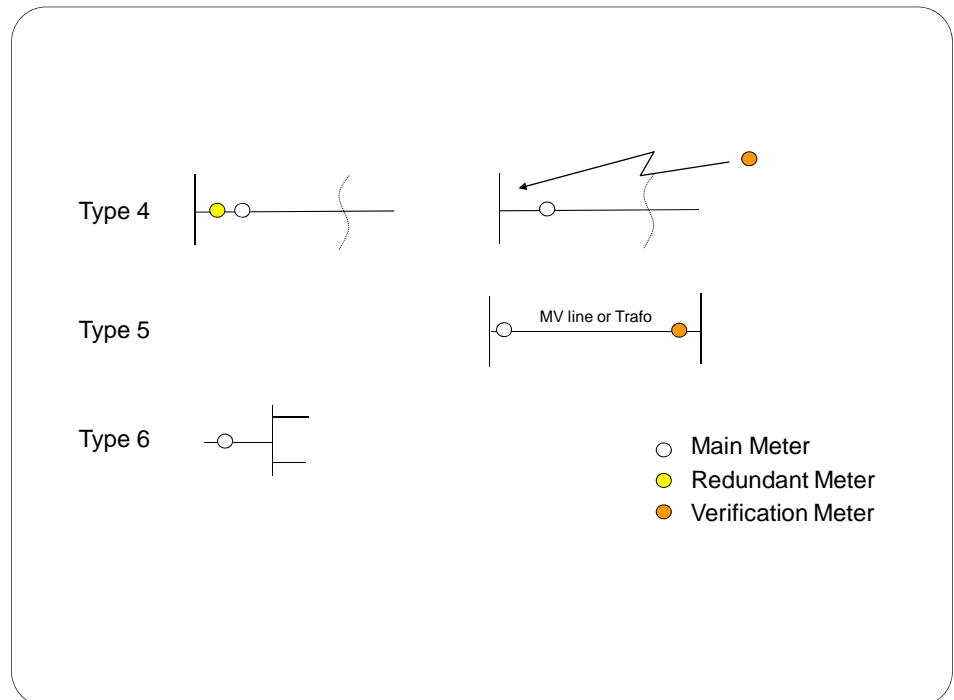 Type 4
Type 5
MV line or Trafo
Type 6
Main Meter
Redundant Meter
Verification Meter